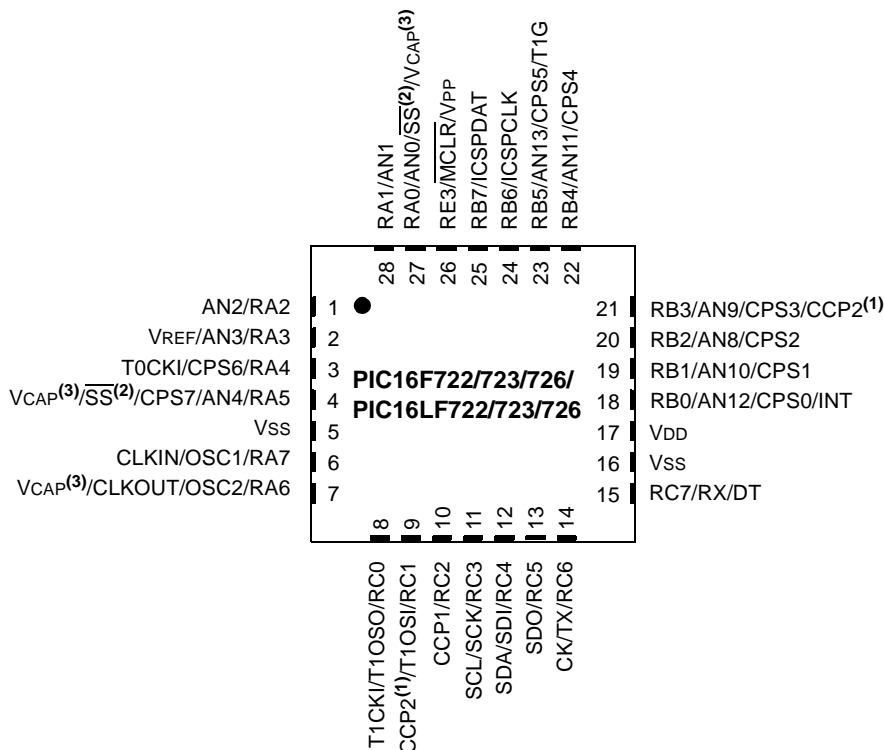 RA1/AN1
RA0/AN0/SS(2)/VCAP(3)
RE3/MCLR/VPP
RB7/ICSPDAT
RB6/ICSPCLK
RB5/AN13/CPS5/T1G
RB4/AN11/CPS4
28 27 26 25 24 23 22
AN2/RA2 1
VREF/AN3/RA3 2
T0CKI/CPS6/RA4 3
VCAP(3)/SS(2)/CPS7/AN4/RA5 4
VSS 5
CLKIN/OSC1/RA7 6
VCAP(3)/CLKOUT/OSC2/RA6 7
PIC16F722/723/726/
PIC16LF722/723/726
21 RB3/AN9/CPS3/CCP2(1)
20 RB2/AN8/CPS2
19 RB1/AN10/CPS1
18 RB0/AN12/CPS0/INT
17 VDD
16 VSS
15 RC7/RX/DT
8 9 10 11 12 13 14
T1CKI/T1OSO/RC0
CCP2(1)/T1OSI/RC1
CCP1/RC2
SCL/SCK/RC3
SDA/SDI/RC4
SDO/RC5
CK/TX/RC6